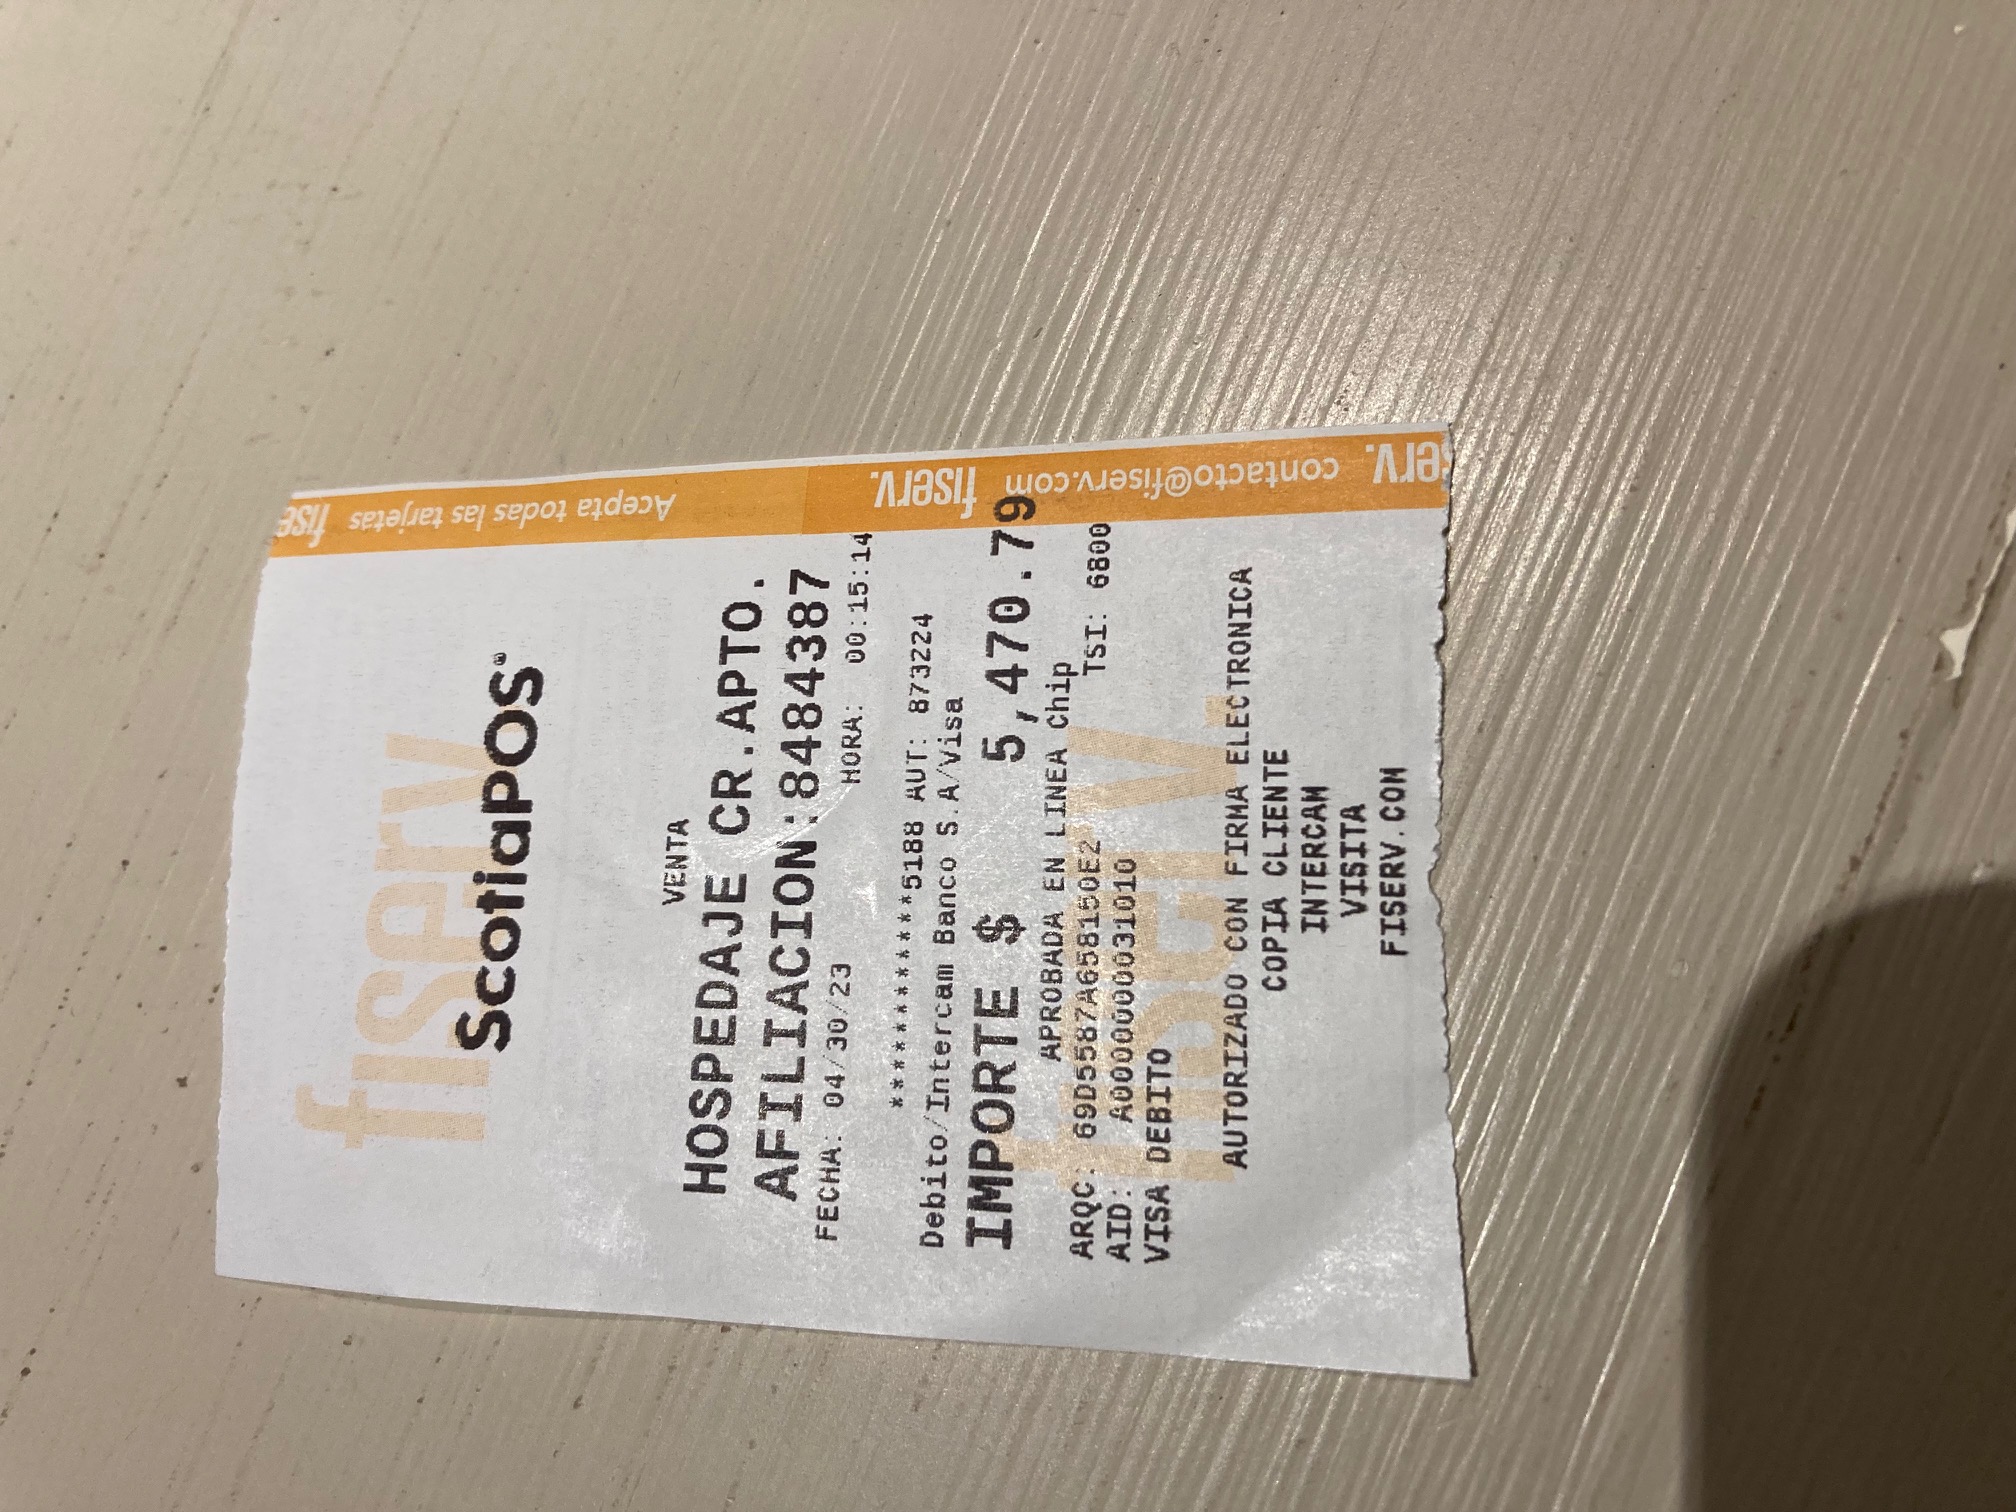 fiserv.
ScotiaPOS®
VENTA
HOSPEDAJE CR.APTO.
AFILIACION:8484387
FECHA: 04/30/23 HORA: 00:15:14
************5188 AUT: 873224
Debito/Intercam Banco S.A/Visa
IMPORTE $ 5,470.79
APROBADA EN LINEA Chip
ARQC: 69D5587A658150E2
AID: A0000000031010 TSI: 6800
VISA DEBITO
fiserv.
AUTORIZADO CON FIRMA ELECTRONICA
COPIA CLIENTE
INTERCAM
VISITA
FISERV.COM
fise
Acepta todas las tarjetas
fiserv.
contacto@fiserv.com
serv.